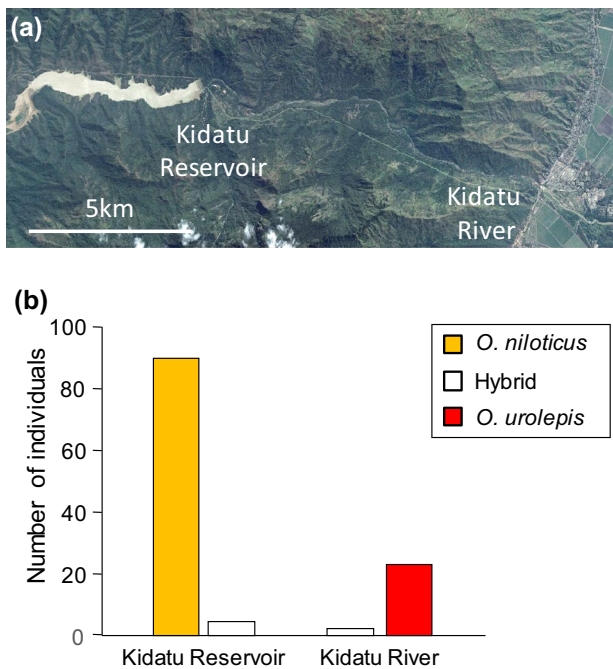 (a)
Kidatu
Reservoir
Kidatu
River
5km
(b)
Number of individuals
100
80
60
40
20
0
O. niloticus
Hybrid
O. urolepis
Kidatu Reservoir
Kidatu River